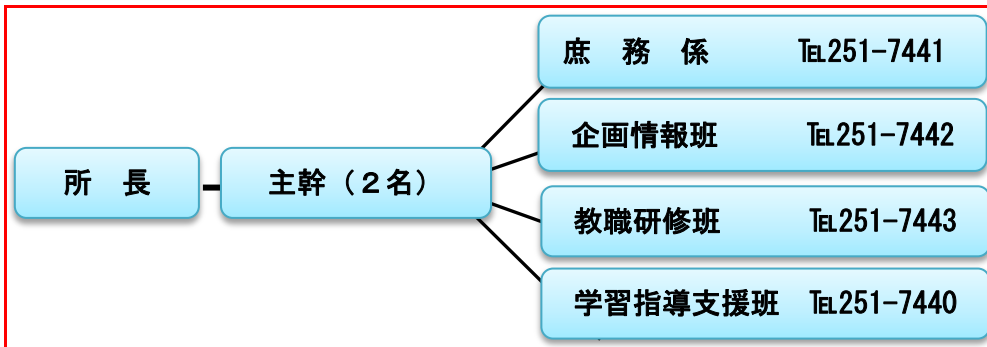 所　長
主幹（２名）
庶　務　係　　℡251-7441
企画情報班　　℡251-7442
教職研修班　　℡251-7443
学習指導支援班　℡251-7440